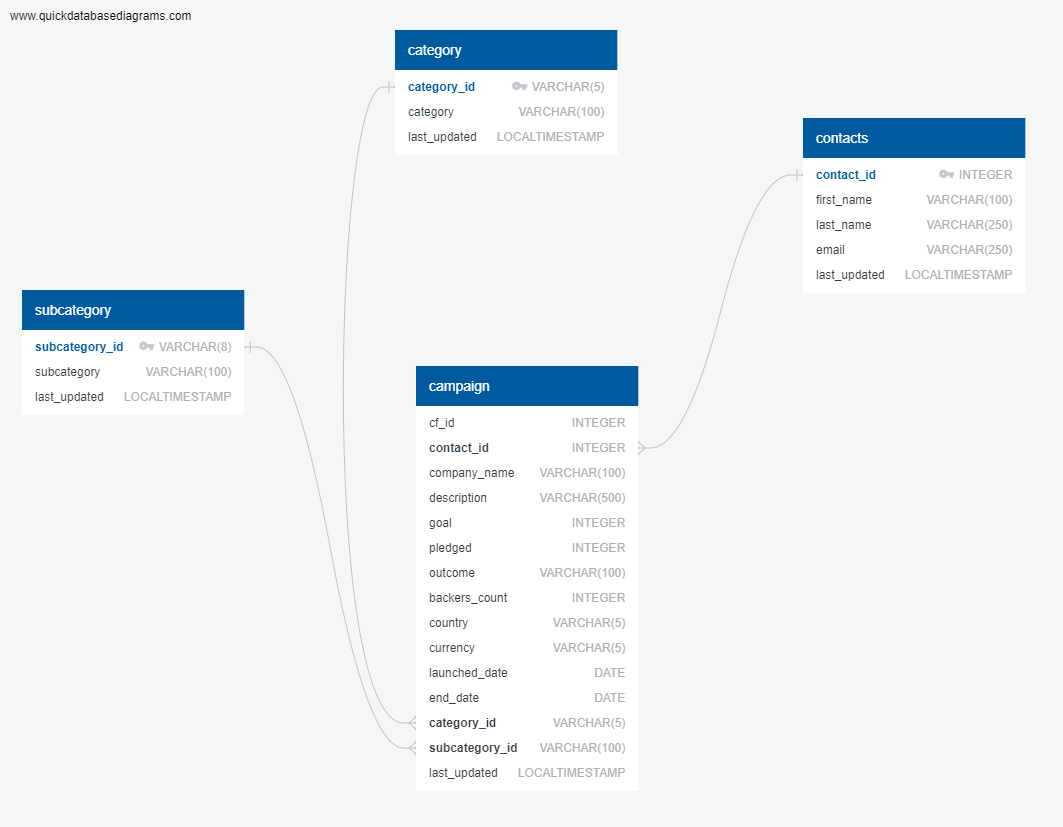 www.quickdatabasediagrams.com
category
category_id VARCHAR(5)
category VARCHAR(100)
last_updated LOCALTIMESTAMP
contacts
contact_id INTEGER
first_name VARCHAR(100)
last_name VARCHAR(250)
email VARCHAR(250)
last_updated LOCALTIMESTAMP
subcategory
subcategory_id VARCHAR(8)
subcategory VARCHAR(100)
last_updated LOCALTIMESTAMP
campaign
cf_id INTEGER
contact_id INTEGER
company_name VARCHAR(100)
description VARCHAR(500)
goal INTEGER
pledged INTEGER
outcome VARCHAR(100)
backers_count INTEGER
country VARCHAR(5)
currency VARCHAR(5)
launched_date DATE
end_date DATE
category_id VARCHAR(5)
subcategory_id VARCHAR(100)
last_updated LOCALTIMESTAMP